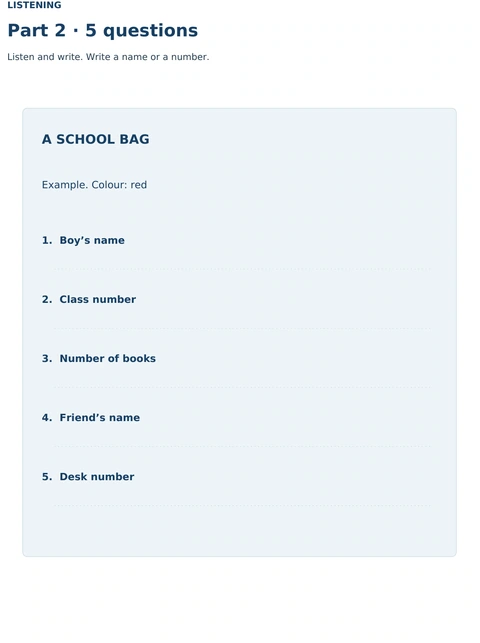 LISTENING
Part 2 · 5 questions
Listen and write. Write a name or a number.
A SCHOOL BAG
Example. Colour: red
1. Boy’s name
2. Class number
3. Number of books
4. Friend’s name
5. Desk number